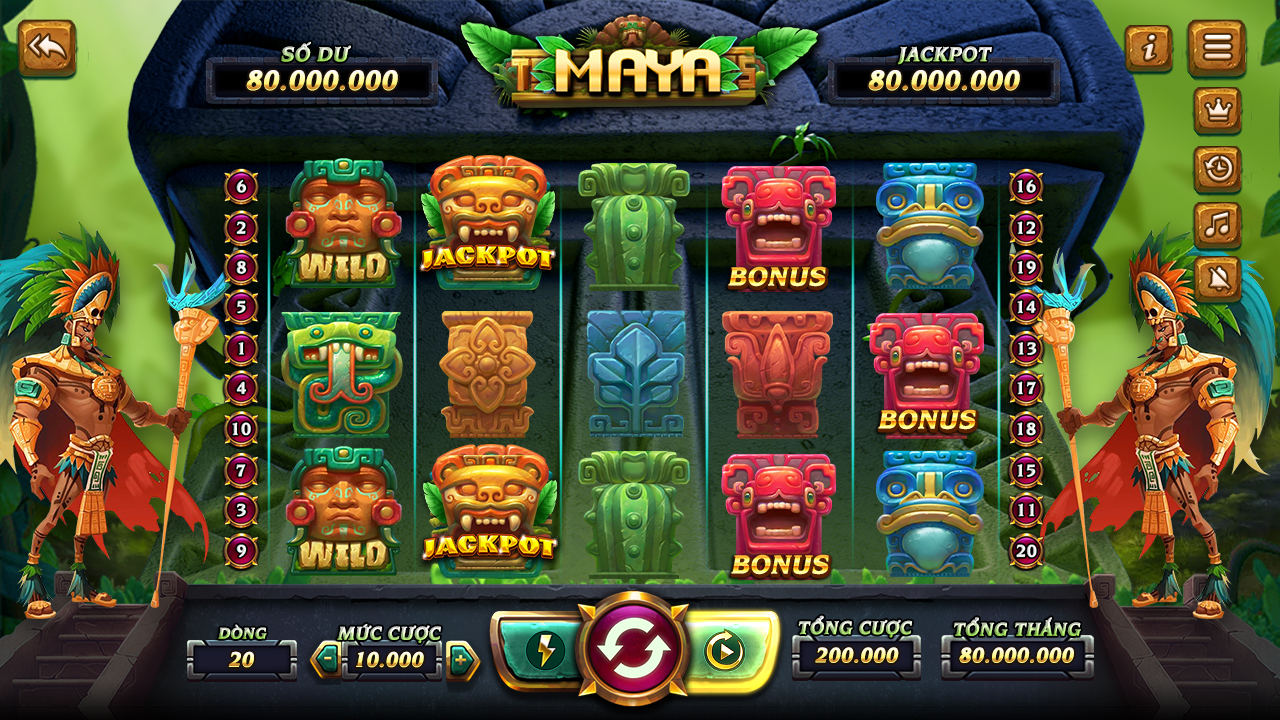 SỐ DƯ
80.000.000
MAYA
JACKPOT
80.000.000
6
2
8
5
1
4
10
7
3
9
WILD
JACKPOT
BONUS
BONUS
WILD
JACKPOT
BONUS
16
12
19
14
13
17
18
15
11
20
DÒNG
20
MỨC CƯỢC
-
10.000
+
TỔNG CƯỢC
200.000
TỔNG THẮNG
80.000.000